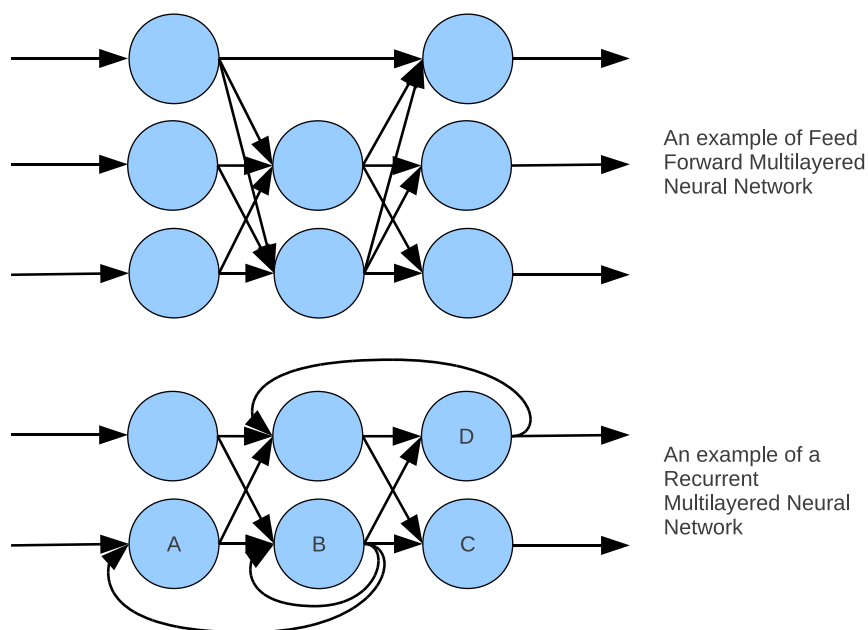 An example of Feed
Forward Multilayered
Neural Network
D
An example of a
Recurrent
Multilayered Neural
Network
A
B
C